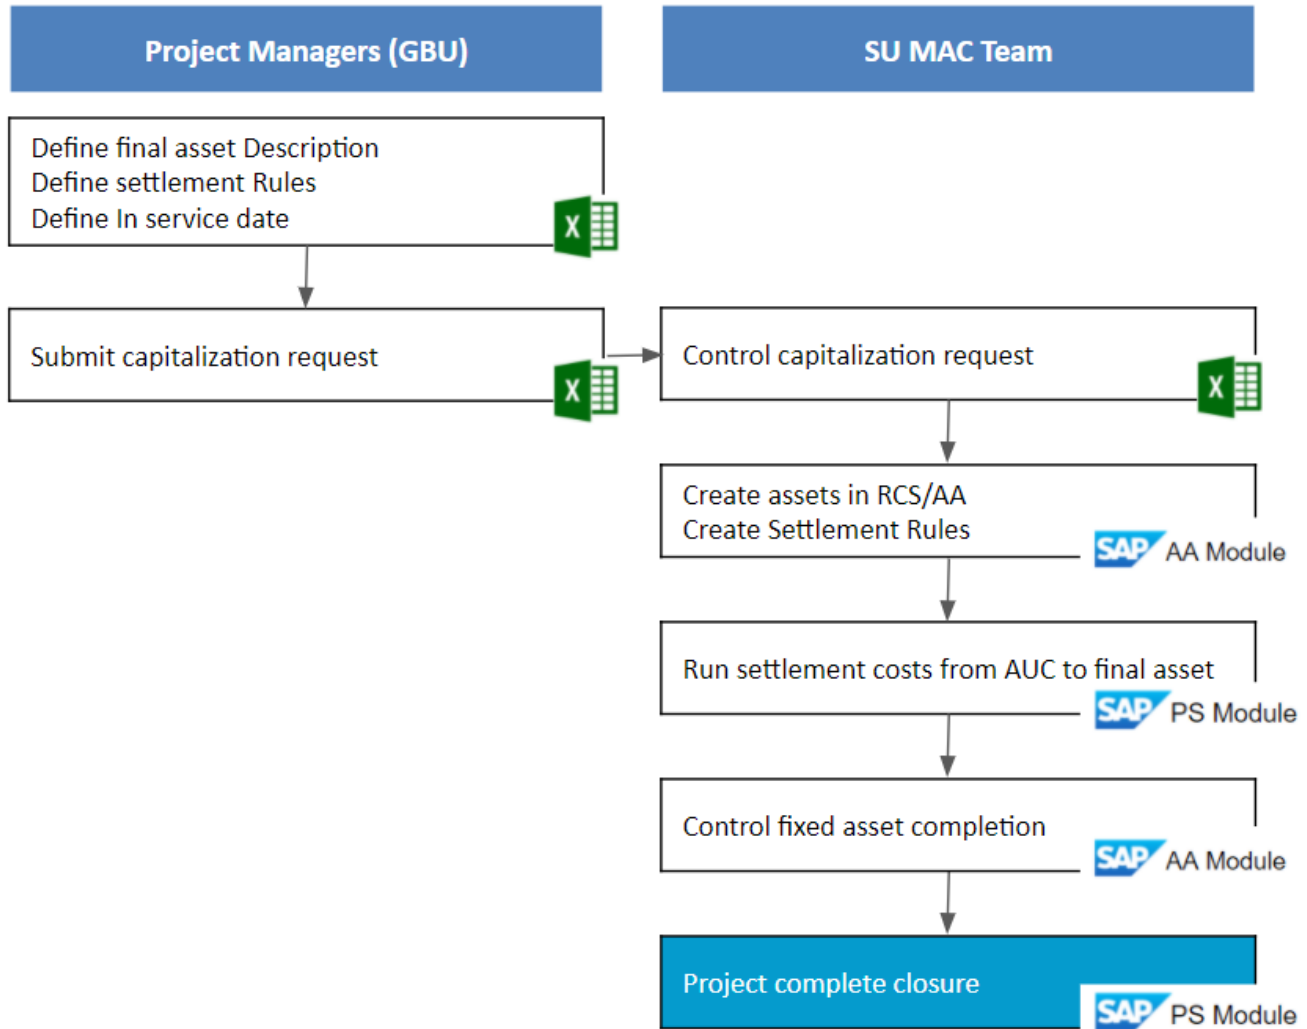 Project Managers (GBU)
SU MAC Team
Define final asset Description
Define settlement Rules
Define In service date
X
Submit capitalization request
X
Control capitalization request
X
Create assets in RCS/AA
Create Settlement Rules
SAP AA Module
Run settlement costs from AUC to final asset
SAP PS Module
Control fixed asset completion
SAP AA Module
Project complete closure
SAP PS Module